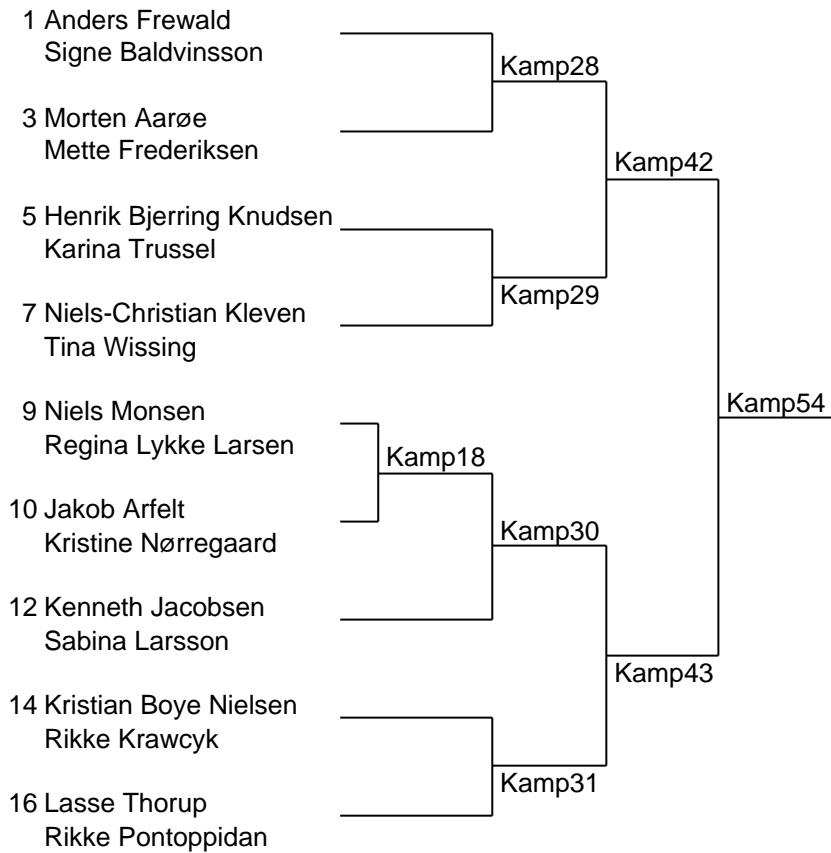 1 Anders Frewald
Signe Baldvinsson
Kamp28
3 Morten Aarøe
Mette Frederiksen
Kamp42
5 Henrik Bjerring Knudsen
Karina Trussel
Kamp29
7 Niels-Christian Kleven
Tina Wissing
Kamp54
9 Niels Monsen
Regina Lykke Larsen
Kamp18
10 Jakob Arfelt
Kristine Nørregaard
Kamp30
12 Kenneth Jacobsen
Sabina Larsson
Kamp43
14 Kristian Boye Nielsen
Rikke Krawcyk
Kamp31
16 Lasse Thorup
Rikke Pontoppidan